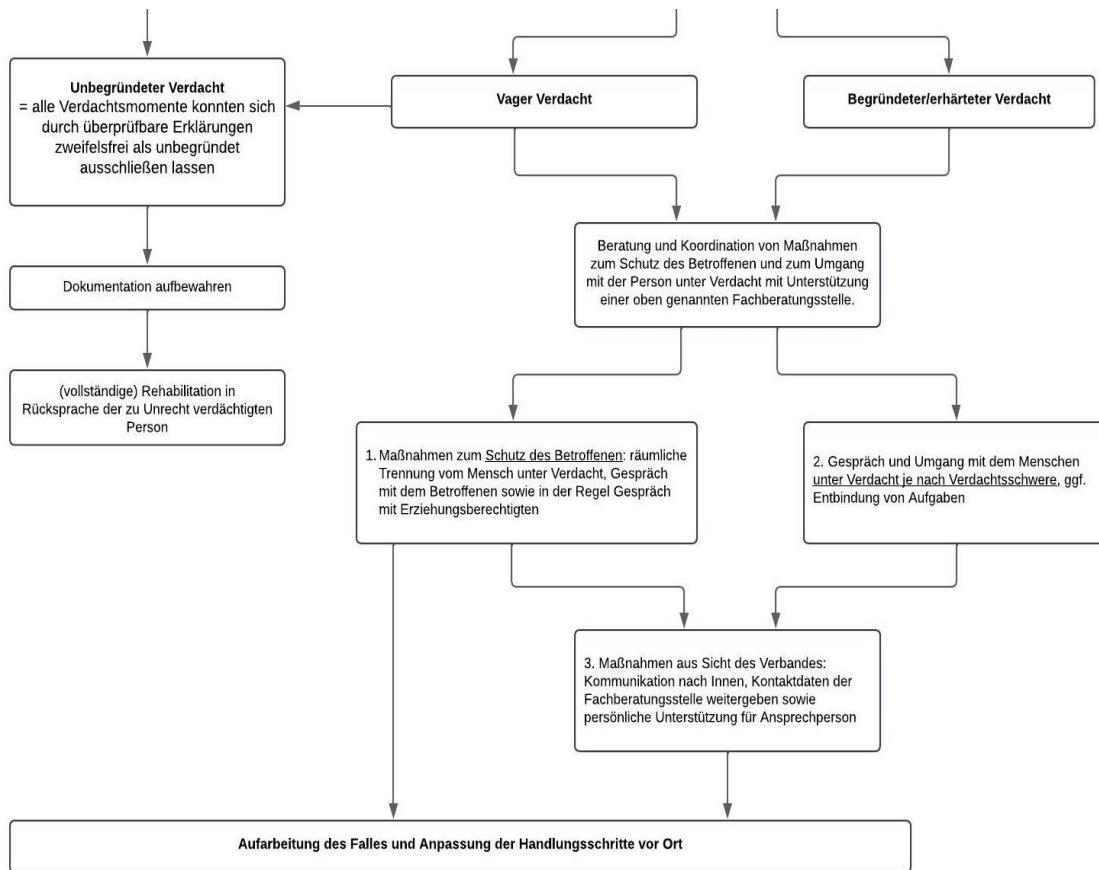 Unbegründeter Verdacht
= alle Verdachtsmomente konnten sich
durch überprüfbare Erklärungen
zweifelsfrei als unbegründet
ausschließen lassen
Vager Verdacht
Begründeter/erhärteter Verdacht
Beratung und Koordination von Maßnahmen
zum Schutz des Betroffenen und zum Umgang
mit der Person unter Verdacht mit Unterstützung
einer oben genannten Fachberatungsstelle.
Dokumentation aufbewahren
(vollständige) Rehabilitation in
Rücksprache der zu Unrecht verdächtigten
Person
1. Maßnahmen zum Schutz des Betroffenen: räumliche
Trennung vom Mensch unter Verdacht, Gespräch
mit dem Betroffenen sowie in der Regel Gespräch
mit Erziehungsberechtigten
2. Gespräch und Umgang mit dem Menschen
unter Verdacht je nach Verdachtsschwere, ggf.
Entbindung von Aufgaben
3. Maßnahmen aus Sicht des Verbandes:
Kommunikation nach Innen, Kontaktdaten der
Fachberatungsstelle weitergeben sowie
persönliche Unterstützung für Ansprechperson
Aufarbeitung des Falles und Anpassung der Handlungsschritte vor Ort